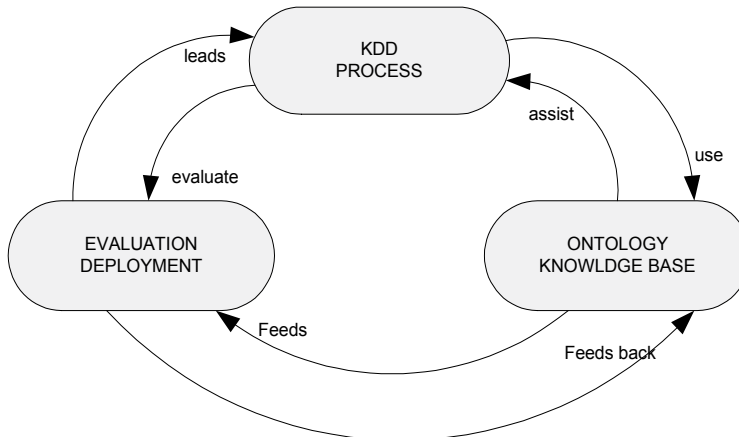 KDD
PROCESS
leads
assist
evaluate
use
EVALUATION
DEPLOYMENT
ONTOLOGY
KNOWLDGE BASE
Feeds
Feeds back